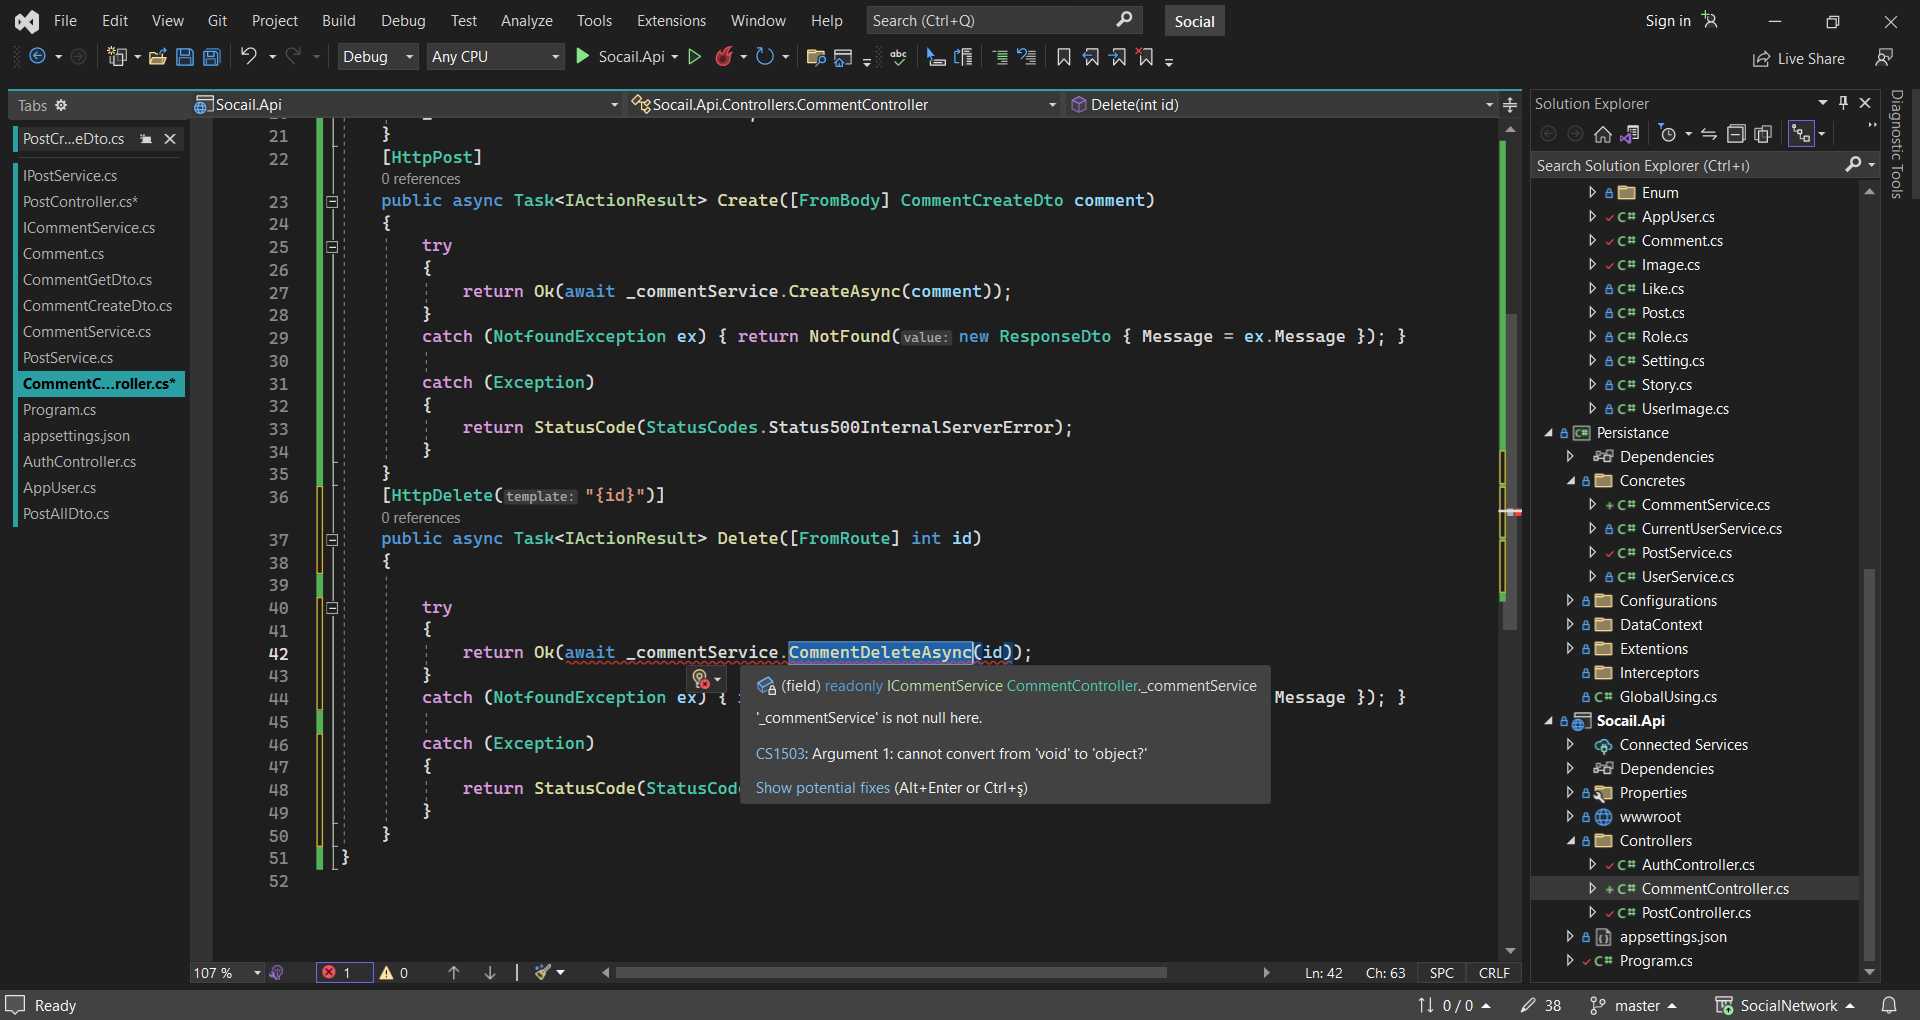 File Edit View Git Project Build Debug Test Analyze Tools Extensions Window Help Search (Ctrl+Q) Social Sign in
Debug Any CPU Socail.Api abc Live Share
Tabs
PostCr...eDto.cs
IPostService.cs
PostController.cs*
ICommentService.cs
Comment.cs
CommentGetDto.cs
CommentCreateDto.cs
CommentService.cs
PostService.cs
CommentC...roller.cs*
Program.cs
appsettings.json
AuthController.cs
AppUser.cs
PostAllDto.cs
Socail.Api Socail.Api.Controllers.CommentController Delete(int id)
21 }
22 [HttpPost]
0 references
23 public async Task<IActionResult> Create([FromBody] CommentCreateDto comment)
24 {
25 try
26 {
27 return Ok(await _commentService.CreateAsync(comment));
28 }
29 catch (NotfoundException ex) { return NotFound(value: new ResponseDto { Message = ex.Message }); }
30
31 catch (Exception)
32 {
33 return StatusCode(StatusCodes.Status500InternalServerError);
34 }
35 }
36 [HttpDelete(template: "{id}")]
0 references
37 public async Task<IActionResult> Delete([FromRoute] int id)
38 {
39
40 try
41 {
42 return Ok(await _commentService.CommentDeleteAsync(id));
43 }
44 catch (NotfoundException ex) { Message }); }
45
46 catch (Exception)
47 {
48 return StatusCode(StatusCod
49 }
50 }
51 }
52
(field) readonly ICommentService CommentController._commentService
'_commentService' is not null here.
CS1503: Argument 1: cannot convert from 'void' to 'object?'
Show potential fixes (Alt+Enter or Ctrl+ş)
107 % 1 0 Ln: 42 Ch: 63 SPC CRLF
Solution Explorer
Search Solution Explorer (Ctrl+ı)
Enum
C# AppUser.cs
C# Comment.cs
C# Image.cs
C# Like.cs
C# Post.cs
C# Role.cs
C# Setting.cs
C# Story.cs
C# UserImage.cs
C# Persistance
Dependencies
Concretes
C# CommentService.cs
C# CurrentUserService.cs
C# PostService.cs
C# UserService.cs
Configurations
DataContext
Extentions
Interceptors
C# GlobalUsing.cs
Socail.Api
Connected Services
Dependencies
Properties
wwwroot
Controllers
C# AuthController.cs
C# CommentController.cs
C# PostController.cs
appsettings.json
C# Program.cs
Diagnostic Tools
Ready 0 / 0 38 master SocialNetwork